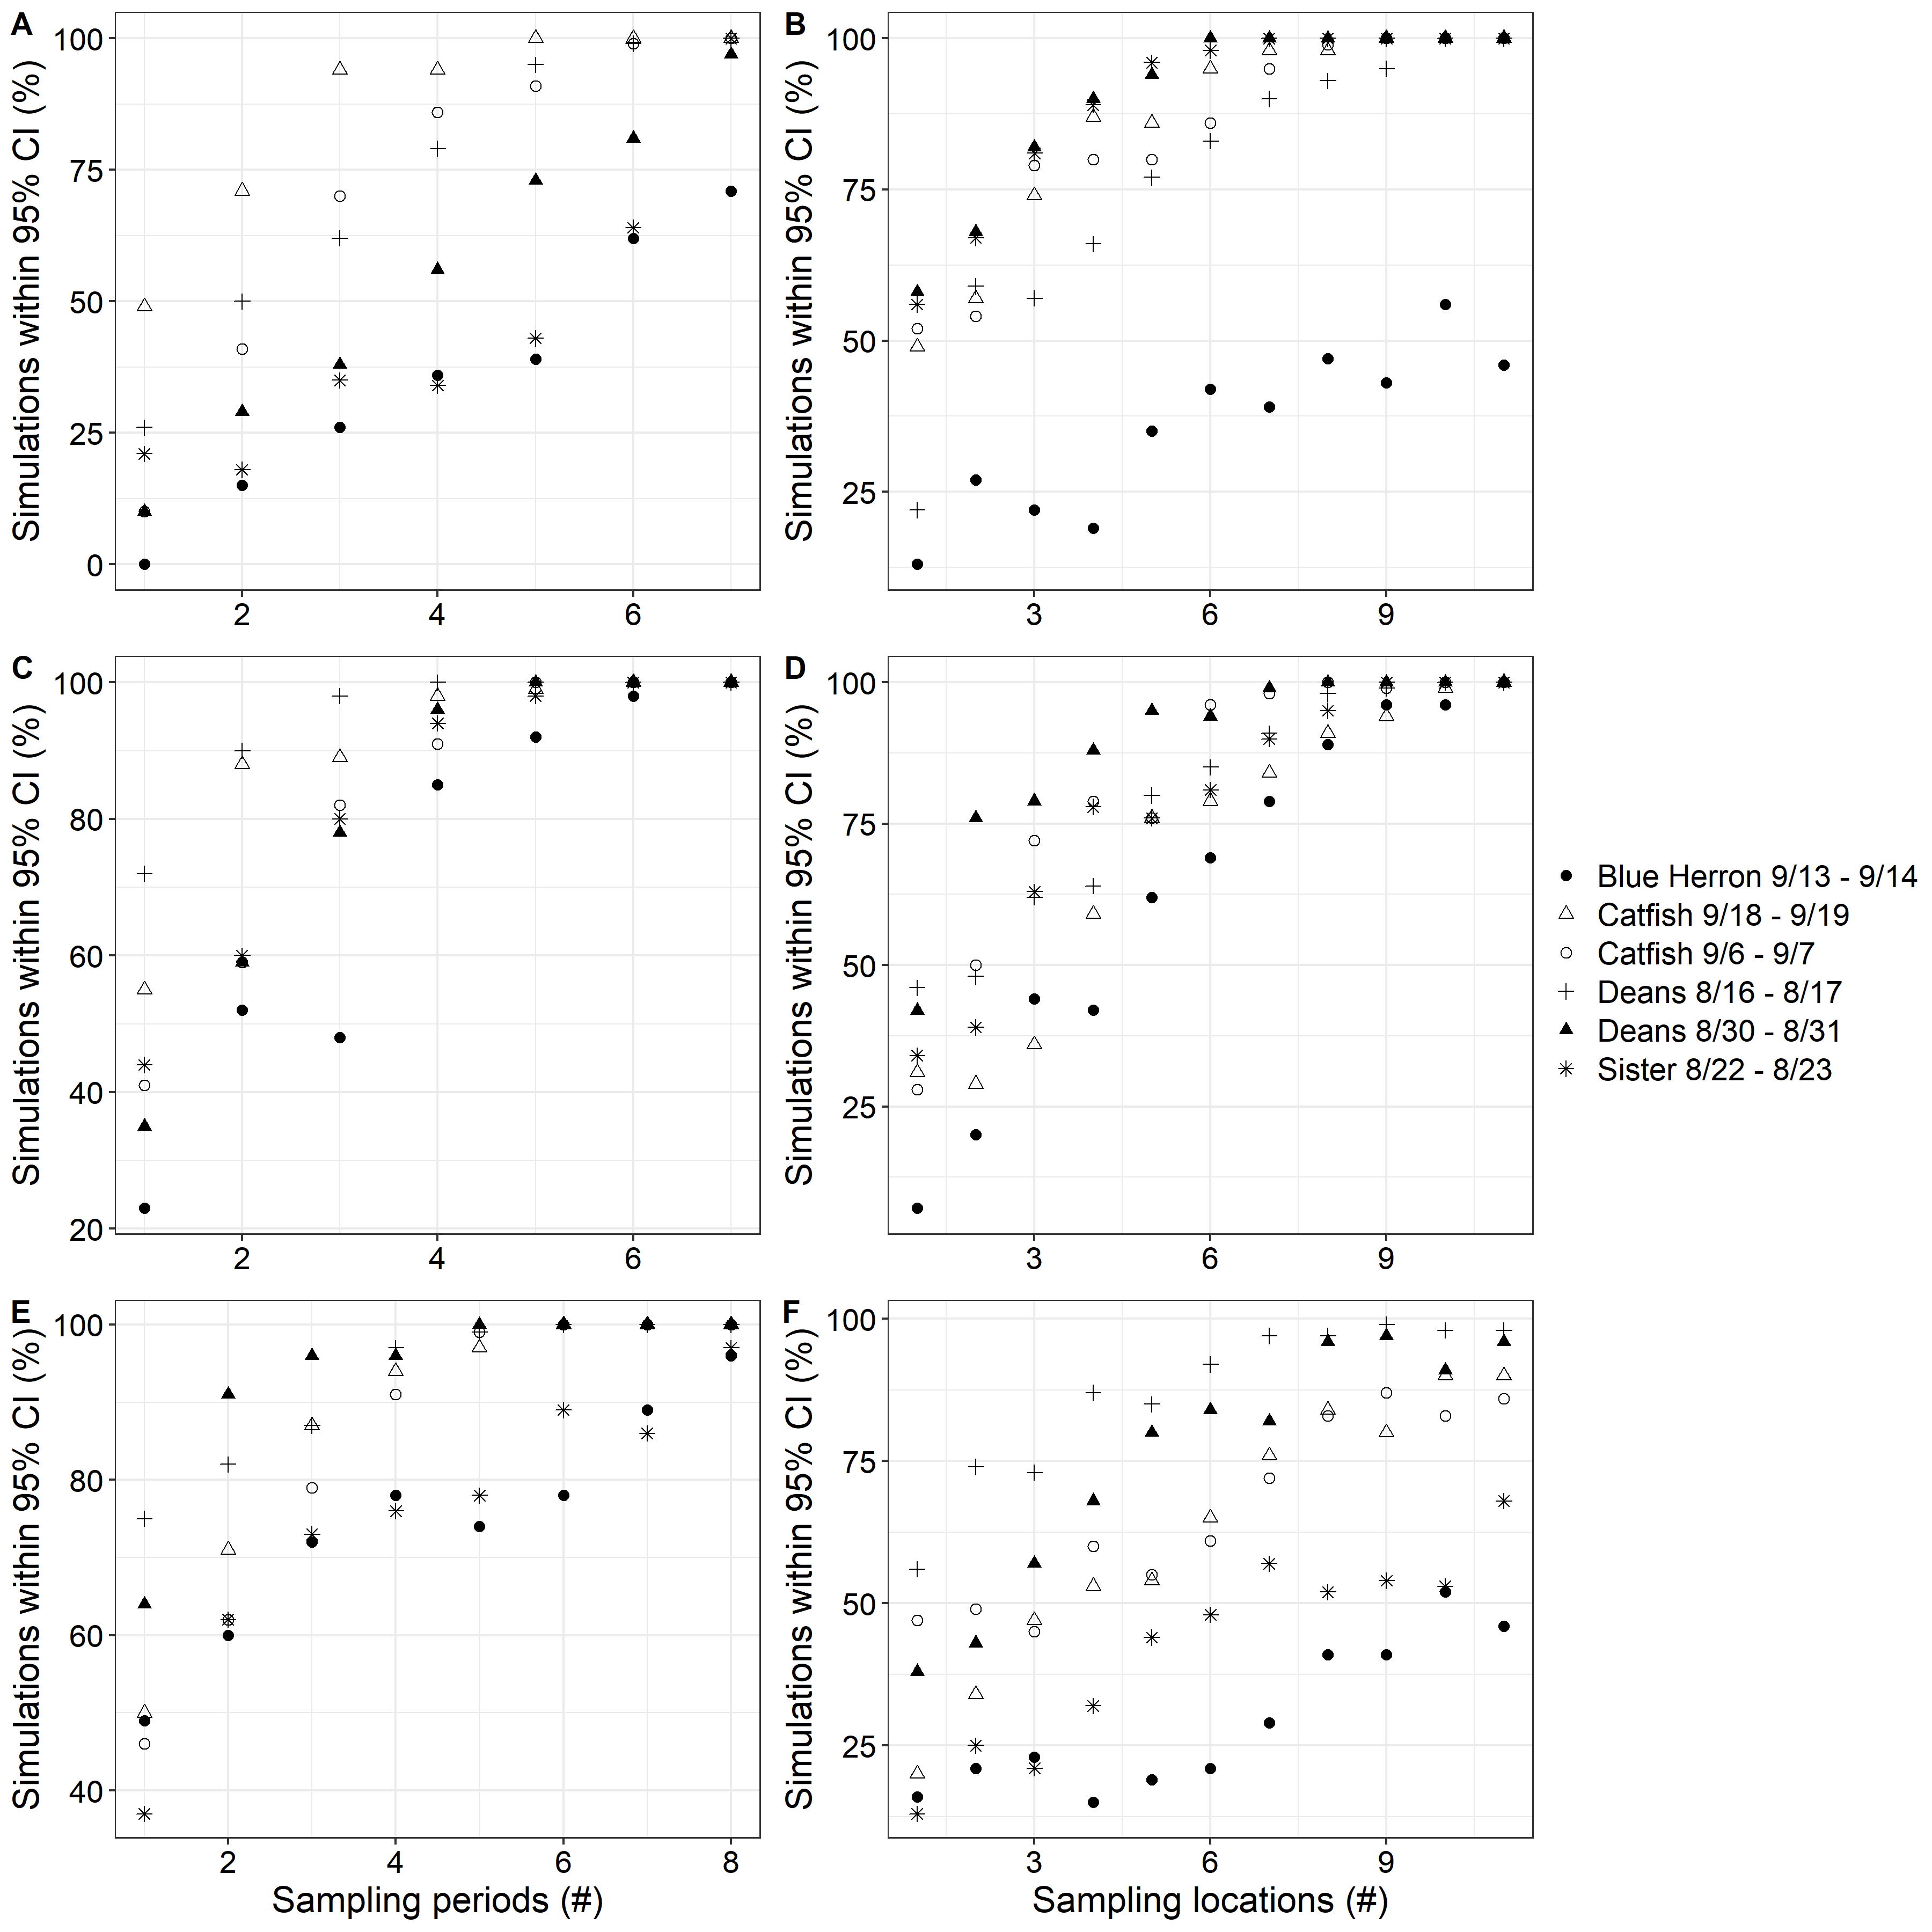 A
Simulations within 95% CI (%)
100
75
50
25
0
2
4
6
B
Simulations within 95% CI (%)
100
75
50
25
3
6
9
C
Simulations within 95% CI (%)
100
80
60
40
20
2
4
6
D
Simulations within 95% CI (%)
100
75
50
25
3
6
9
Blue Herron 9/13 - 9/14
Catfish 9/18 - 9/19
Catfish 9/6 - 9/7
Deans 8/16 - 8/17
Deans 8/30 - 8/31
Sister 8/22 - 8/23
E
Simulations within 95% CI (%)
100
80
60
40
2
4
6
8
Sampling periods (#)
F
Simulations within 95% CI (%)
100
75
50
25
3
6
9
Sampling locations (#)